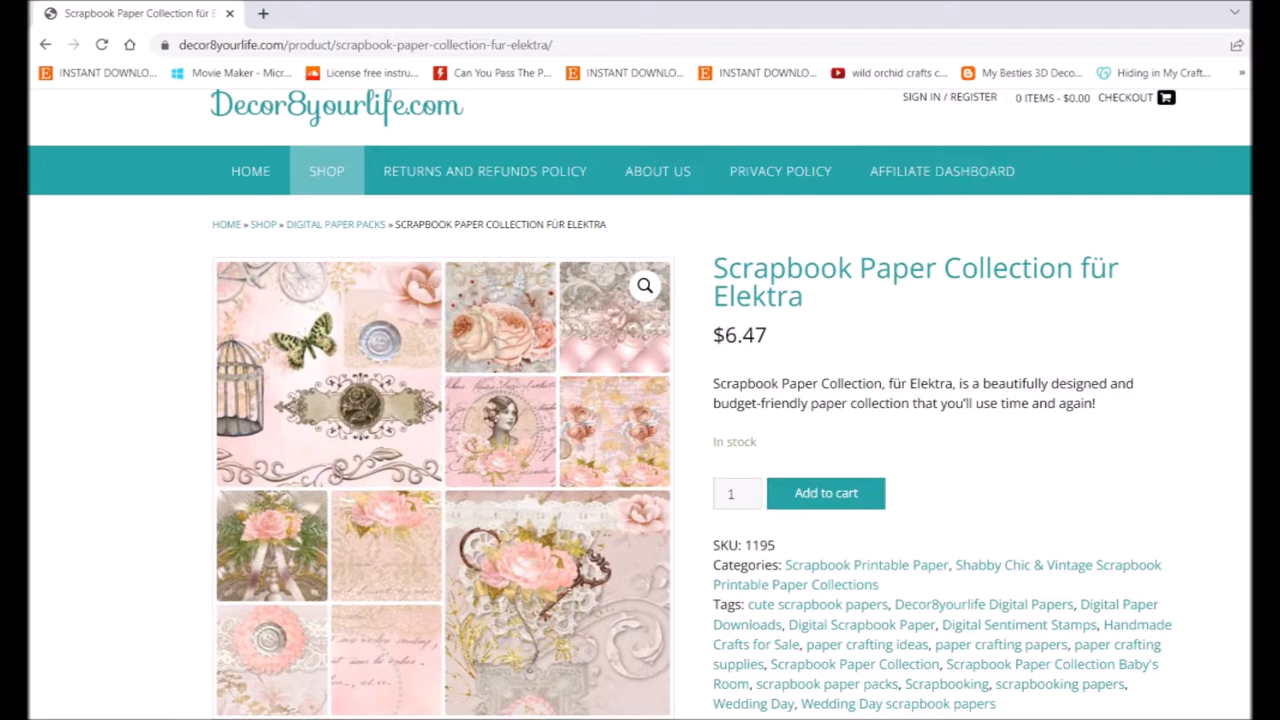 Scrapbook Paper Collection für E
decor8yourlife.com/product/scrapbook-paper-collection-fur-elektra/
INSTANT DOWNLO... Movie Maker - Micr... License free instru... Can You Pass The P... INSTANT DOWNLO... INSTANT DOWNLO... wild orchid crafts c... My Besties 3D Deco... Hiding in My Craft... »
Decor8yourlife.com
SIGN IN / REGISTER 0 ITEMS - $0.00 CHECKOUT
HOME SHOP RETURNS AND REFUNDS POLICY ABOUT US PRIVACY POLICY AFFILIATE DASHBOARD
HOME » SHOP » DIGITAL PAPER PACKS » SCRAPBOOK PAPER COLLECTION FÜR ELEKTRA
Scrapbook Paper Collection für
Elektra
$6.47
Scrapbook Paper Collection, für Elektra, is a beautifully designed and
budget-friendly paper collection that you'll use time and again!
In stock
1 Add to cart
SKU: 1195
Categories: Scrapbook Printable Paper, Shabby Chic & Vintage Scrapbook
Printable Paper Collections
Tags: cute scrapbook papers, Decor8yourlife Digital Papers, Digital Paper
Downloads, Digital Scrapbook Paper, Digital Sentiment Stamps, Handmade
Crafts for Sale, paper crafting ideas, paper crafting papers, paper crafting
supplies, Scrapbook Paper Collection, Scrapbook Paper Collection Baby's
Room, scrapbook paper packs, Scrapbooking, scrapbooking papers,
Wedding Day, Wedding Day scrapbook papers